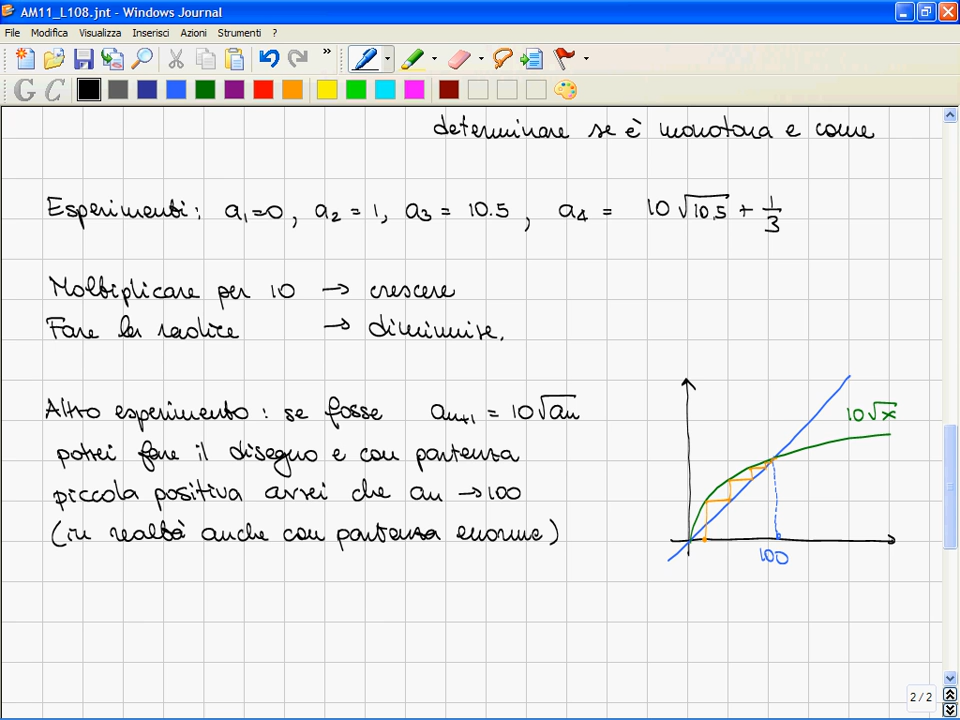 AM11_L108.jnt - Windows Journal
File Modifica Visualizza Inserisci Azioni Strumenti ?
»
G C
determinare se è monotona e come
Esperimenti: a₁=0, a₂ = 1, a₃ = 10.5, a₄ = 10√10.5 + 1/3
Moltiplicare per 10 → crescere
Fare la radice → diminuire.
Altro esperimento: se fosse aₙ₊₁ = 10√aₙ
potrei fare il disegno e con partenza
piccola positiva avrei che aₙ → 100
(in realtà anche con partenza enorme)
10√x
100
2 / 2